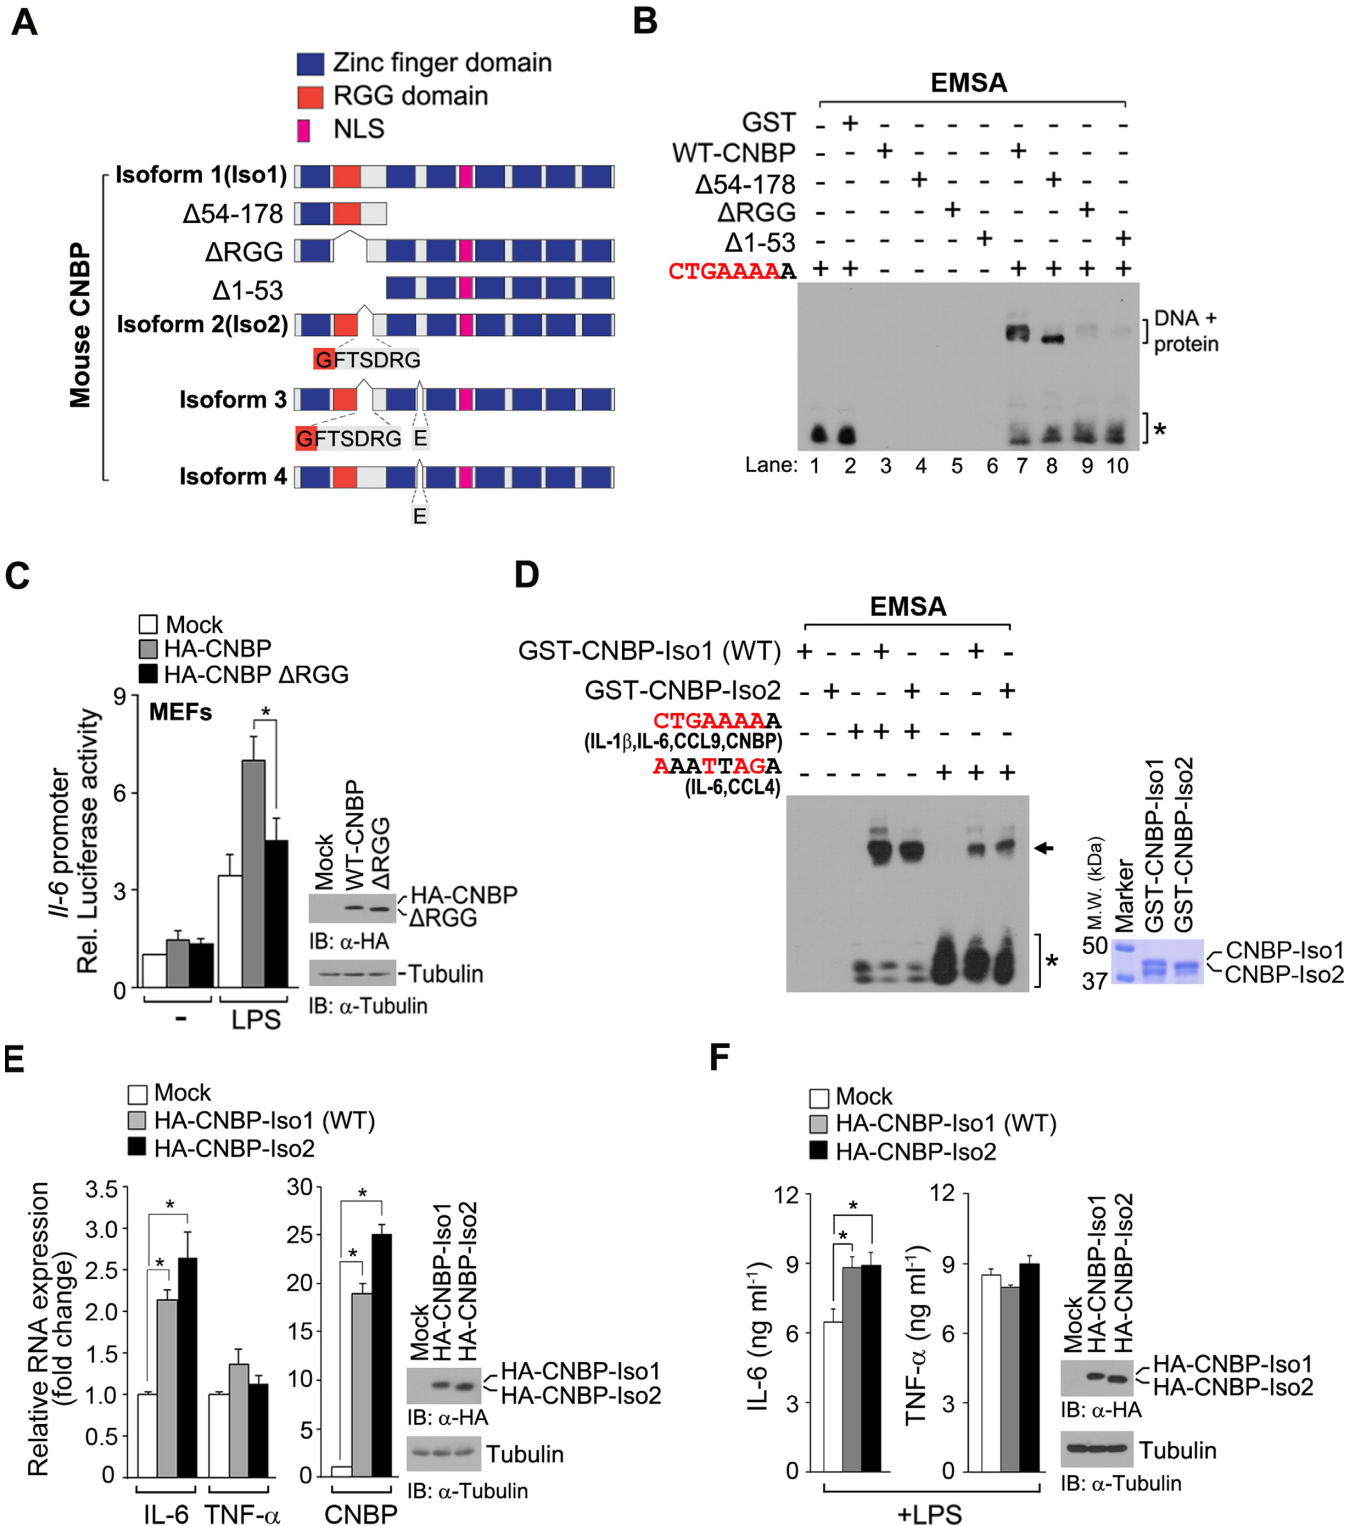 A
Zinc finger domain
RGG domain
NLS
Mouse CNBP
Isoform 1(Iso1)
Δ54-178
ΔRGG
Δ1-53
Isoform 2(Iso2)
GFTSDRG
Isoform 3
GFTSDRG E
Isoform 4
E
B
EMSA
GST - + - - - - - - - -
WT-CNBP - - + - - - + - - -
Δ54-178 - - - + - - - + - -
ΔRGG - - - - + - - - + -
Δ1-53 - - - - - + - - - +
CTGAAAAA + + - - - - + + + +
DNA +
protein
*
Lane: 1 2 3 4 5 6 7 8 9 10
C
Mock
HA-CNBP
HA-CNBP ΔRGG
Il-6 promoter
Rel. Luciferase activity
9
6
3
0
MEFs
*
- LPS
Mock
WT-CNBP
ΔRGG
HA-CNBP
ΔRGG
IB: α-HA
Tubulin
IB: α-Tubulin
D
EMSA
GST-CNBP-Iso1 (WT) + - - + - - + -
GST-CNBP-Iso2 - + - - + - - +
CTGAAAAA
(IL-1β,IL-6,CCL9,CNBP) - - + + + - - -
AAATTAGA
(IL-6,CCL4) - - - - - + + +
*
M.W. (kDa)
Marker
GST-CNBP-Iso1
GST-CNBP-Iso2
50
37
CNBP-Iso1
CNBP-Iso2
E
Mock
HA-CNBP-Iso1 (WT)
HA-CNBP-Iso2
Relative RNA expression
(fold change)
3.5
3.0
2.5
2.0
1.5
1.0
0.5
0
*
*
IL-6 TNF-α
30
25
20
15
10
5
0
*
*
CNBP
Mock
HA-CNBP-Iso1
HA-CNBP-Iso2
HA-CNBP-Iso1
HA-CNBP-Iso2
IB: α-HA
Tubulin
IB: α-Tubulin
F
Mock
HA-CNBP-Iso1 (WT)
HA-CNBP-Iso2
IL-6 (ng ml-1)
12
9
6
3
0
*
*
TNF-α (ng ml-1)
12
9
6
3
0
+LPS
Mock
HA-CNBP-Iso1
HA-CNBP-Iso2
HA-CNBP-Iso1
HA-CNBP-Iso2
IB: α-HA
Tubulin
IB: α-Tubulin